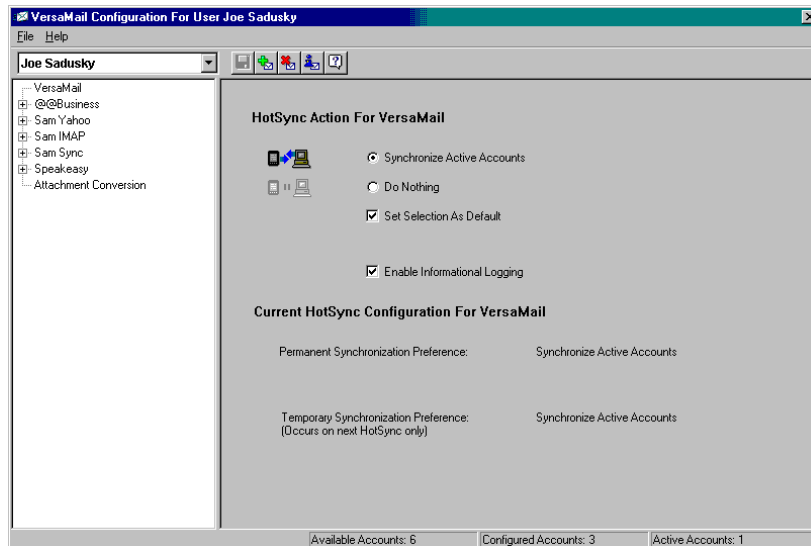 VersaMail Configuration For User Joe Sadusky
File Help
Joe Sadusky
VersaMail
@@Business
Sam Yahoo
Sam IMAP
Sam Sync
Speakeasy
Attachment Conversion
HotSync Action For VersaMail
Synchronize Active Accounts
Do Nothing
Set Selection As Default
Enable Informational Logging
Current HotSync Configuration For VersaMail
Permanent Synchronization Preference: Synchronize Active Accounts
Temporary Synchronization Preference: Synchronize Active Accounts
(Occurs on next HotSync only)
Available Accounts: 6 Configured Accounts: 3 Active Accounts: 1